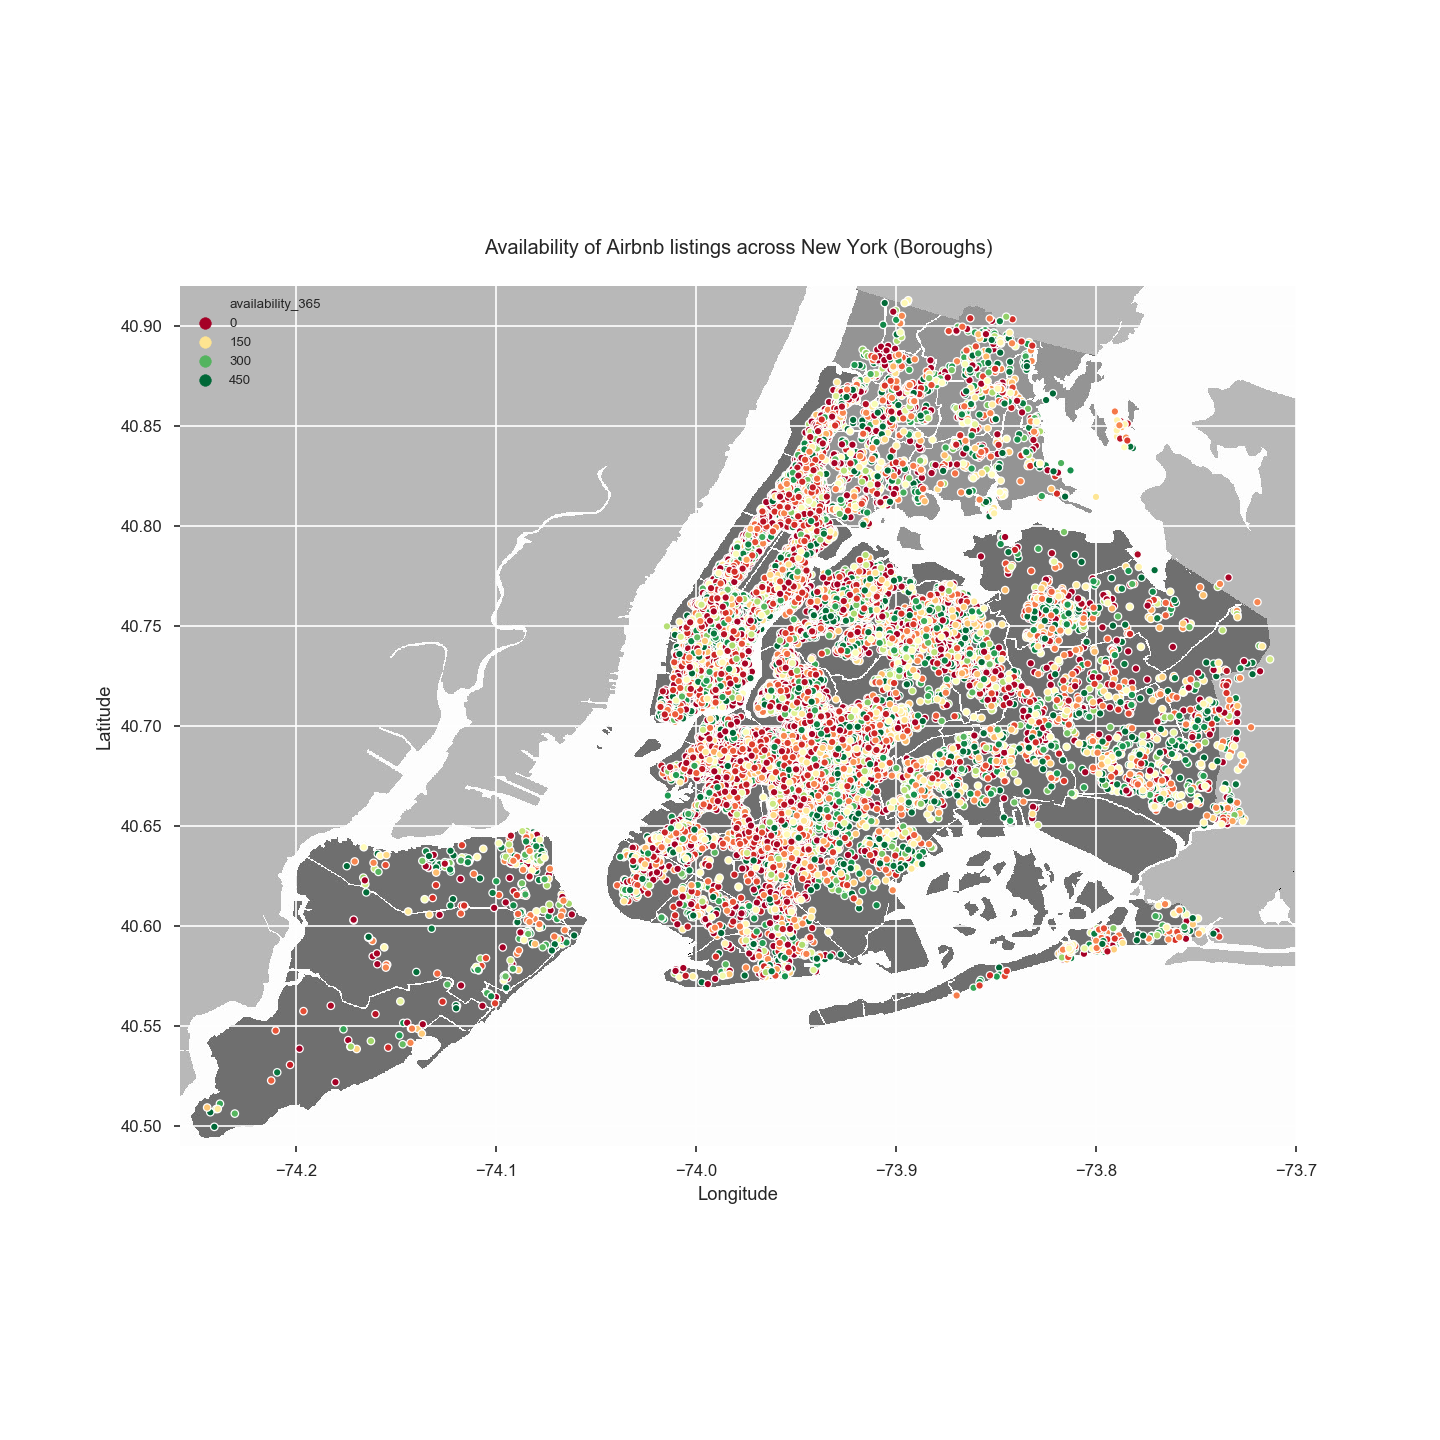 Availability of Airbnb listings across New York (Boroughs)
availability_365
0
150
300
450
40.90
40.85
40.80
40.75
40.70
40.65
40.60
40.55
40.50
Latitude
−74.2 −74.1 −74.0 −73.9 −73.8 −73.7
Longitude